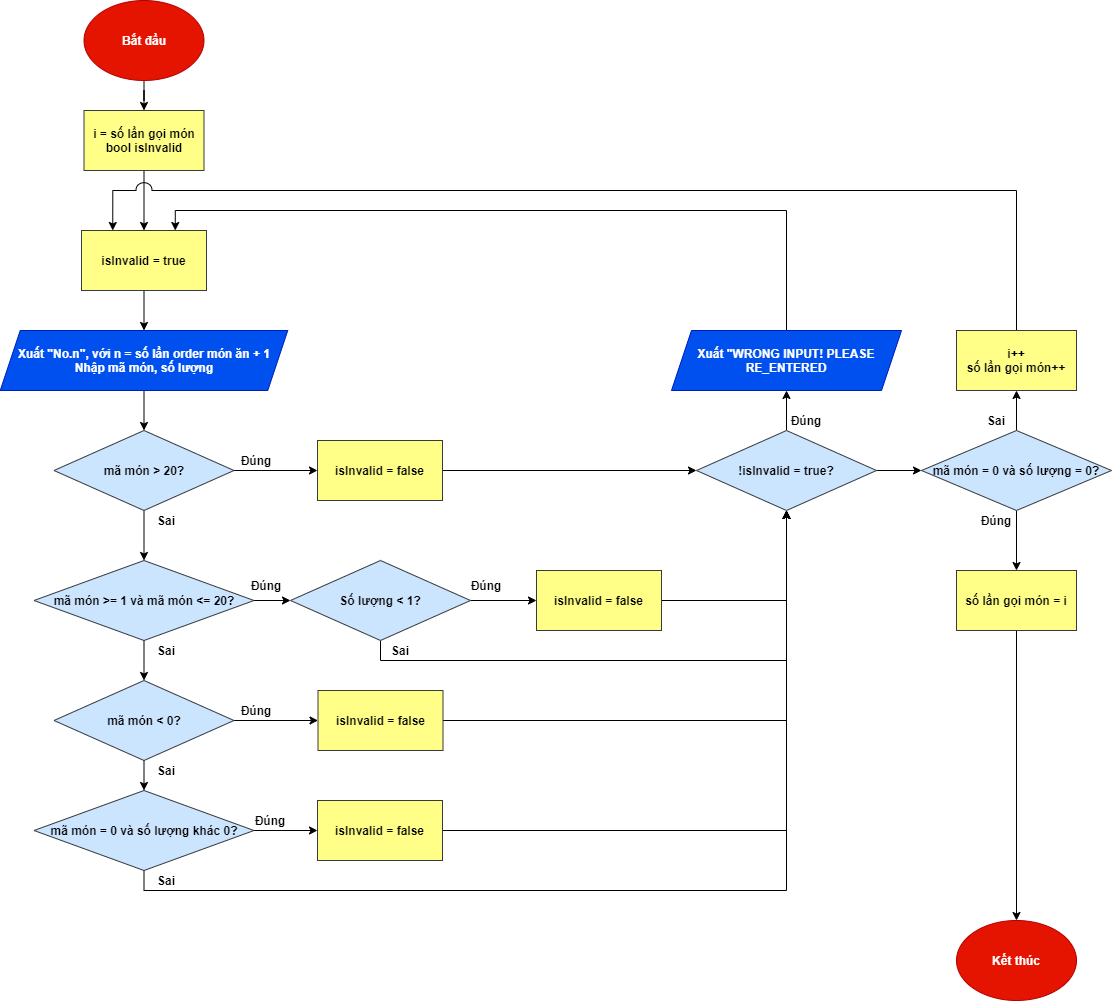 Bắt đầu
i = số lần gọi món
bool isInvalid
isInvalid = true
Xuất "No.n", với n = số lần order món ăn + 1
Nhập mã món, số lượng
Xuất "WRONG INPUT! PLEASE
RE_ENTERED
i++
số lần gọi món++
Đúng
Sai
mã món > 20?
Đúng
isInvalid = false
!isInvalid = true?
mã món = 0 và số lượng = 0?
Sai
Đúng
mã món >= 1 và mã món <= 20?
Đúng
Số lượng < 1?
Đúng
isInvalid = false
số lần gọi món = i
Sai
Sai
mã món < 0?
Đúng
isInvalid = false
Sai
mã món = 0 và số lượng khác 0?
Đúng
isInvalid = false
Sai
Kết thúc